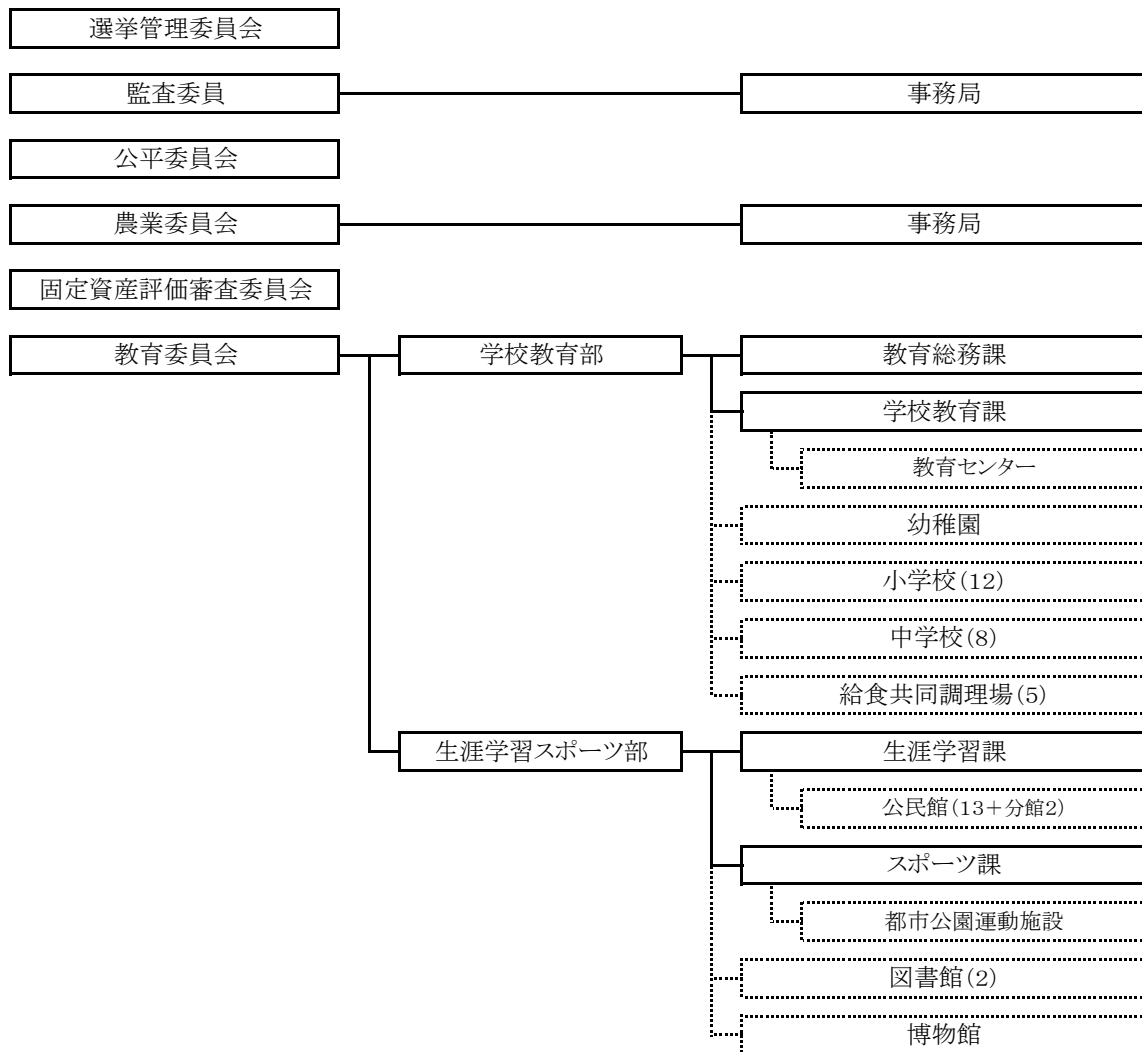 選挙管理委員会
監査委員
事務局
公平委員会
農業委員会
事務局
固定資産評価審査委員会
教育委員会
学校教育部
教育総務課
学校教育課
教育センター
幼稚園
小学校(12)
中学校(8)
給食共同調理場(5)
生涯学習スポーツ部
生涯学習課
公民館(13+分館2)
スポーツ課
都市公園運動施設
図書館(2)
博物館